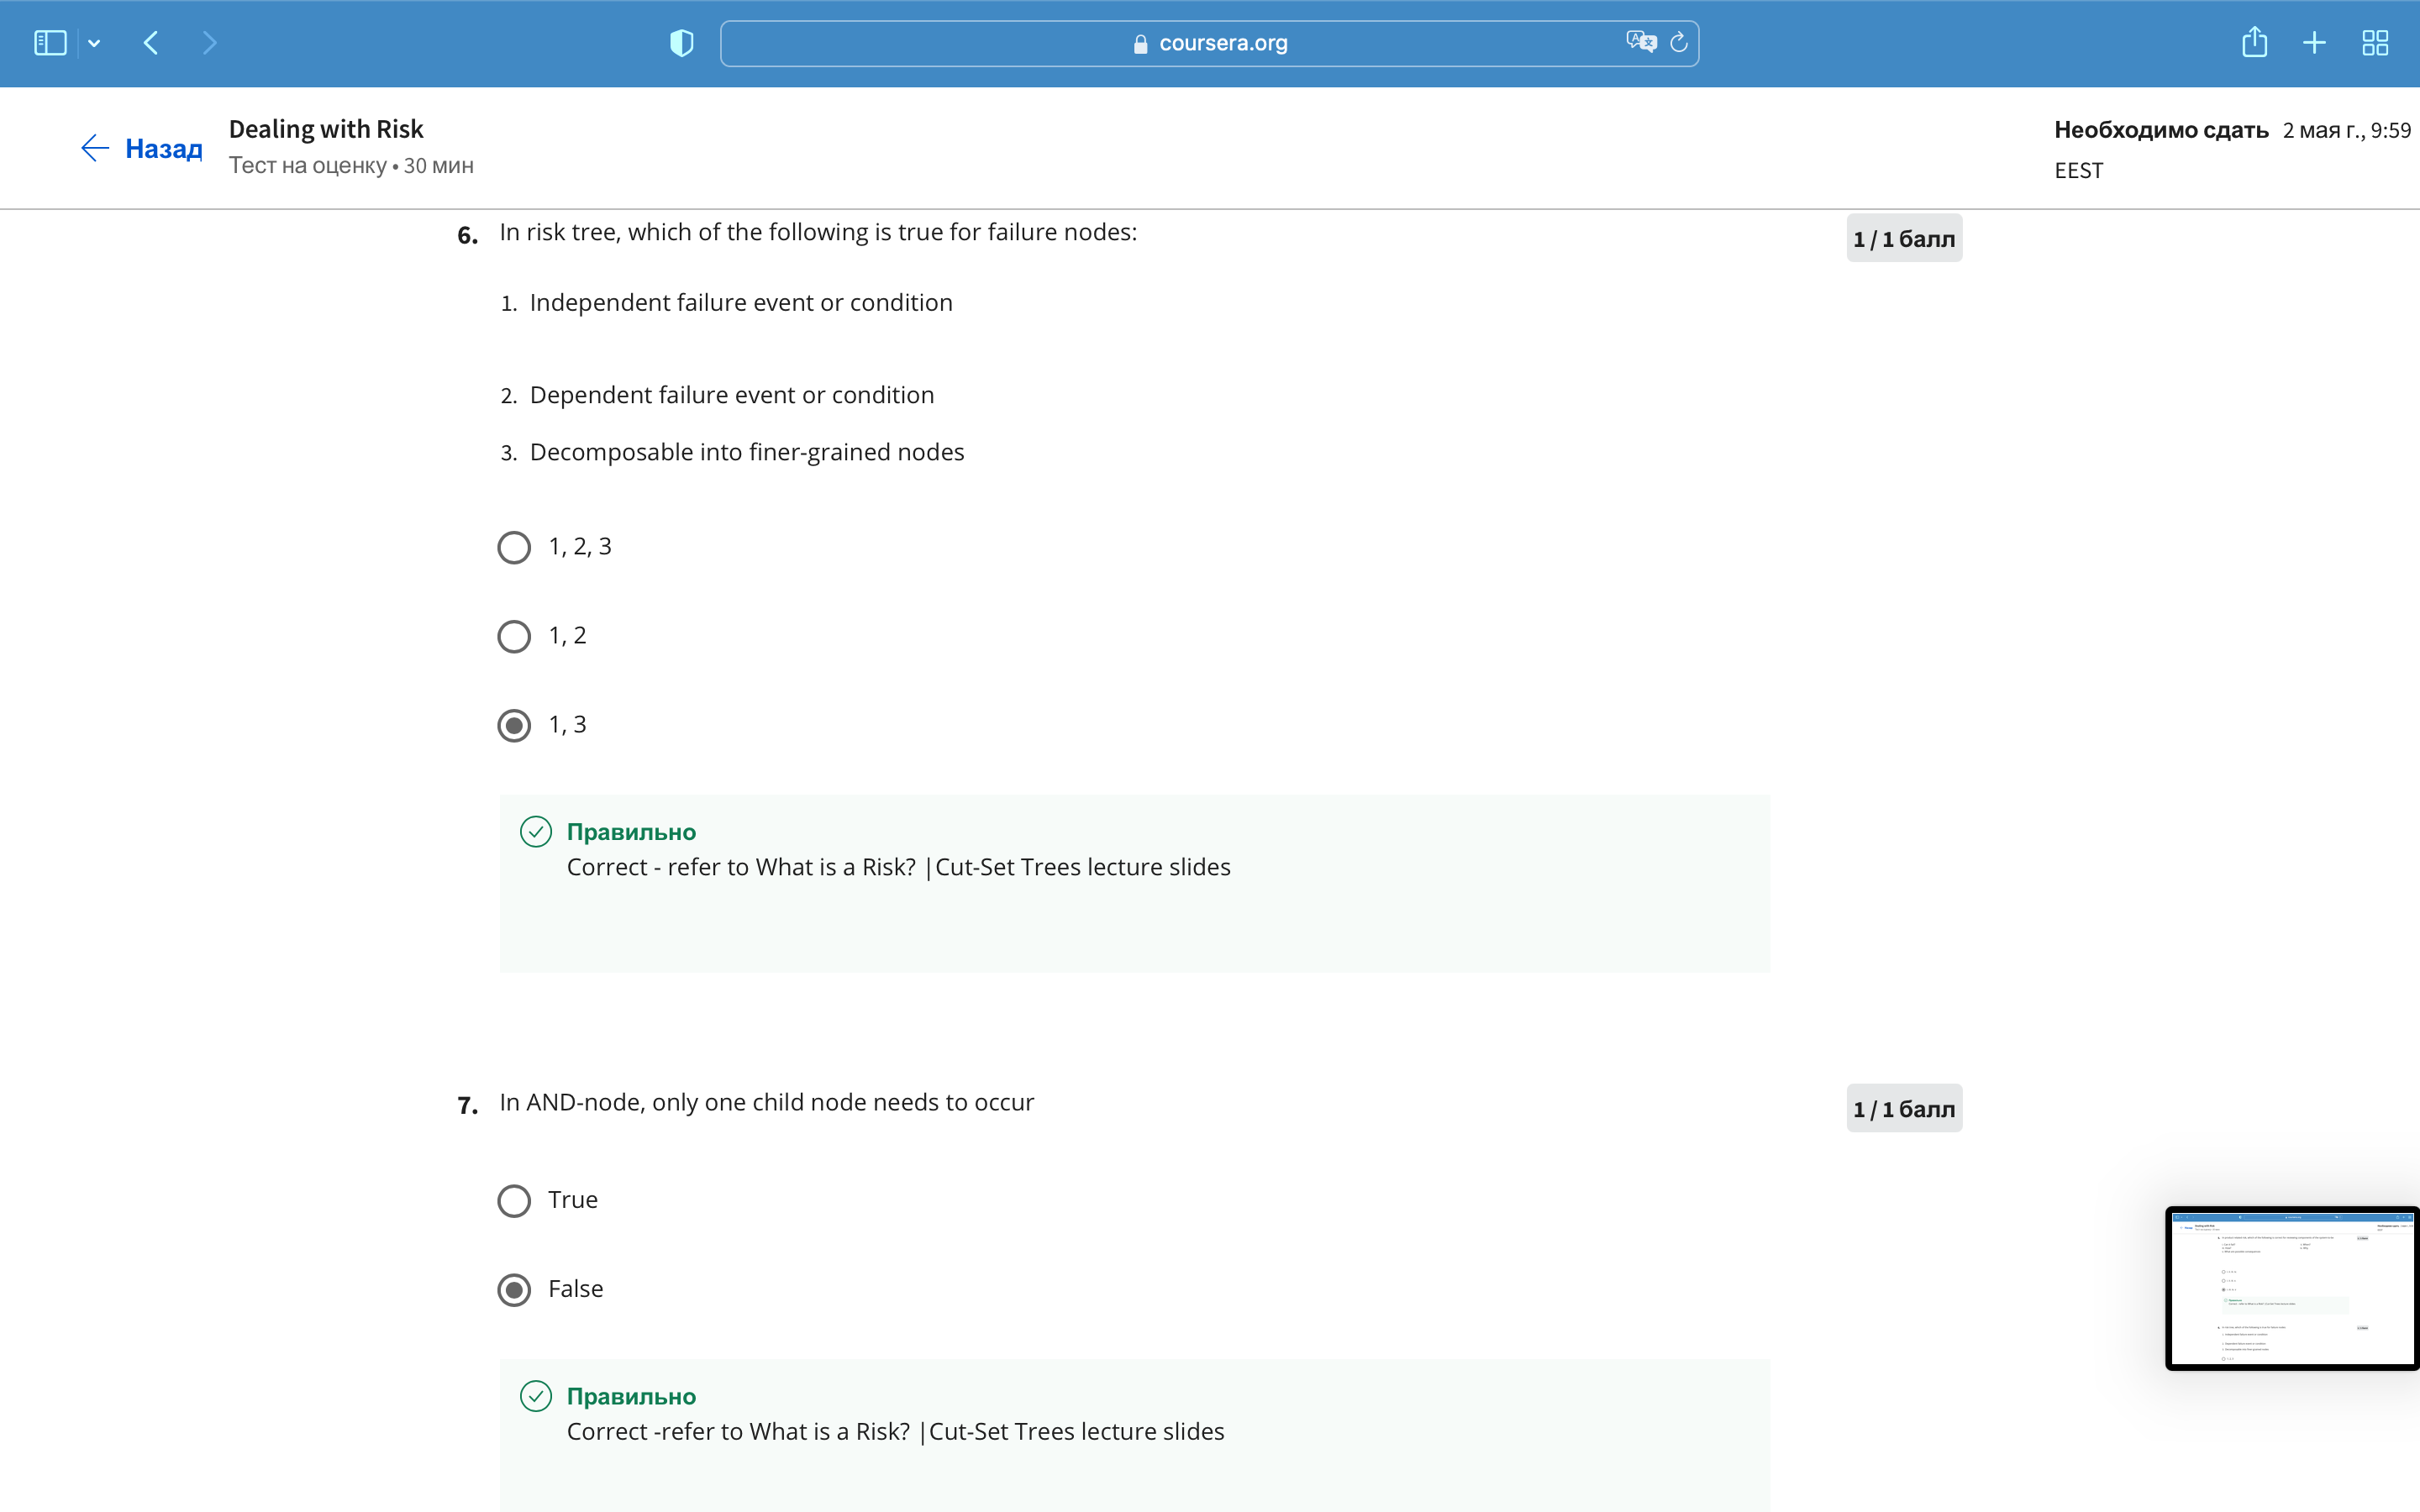 coursera.org
Назад
Dealing with Risk
Тест на оценку • 30 мин
Необходимо сдать 2 мая г., 9:59
EEST
6. In risk tree, which of the following is true for failure nodes:
1 / 1 балл
1. Independent failure event or condition
2. Dependent failure event or condition
3. Decomposable into finer-grained nodes
1, 2, 3
1, 2
1, 3
Правильно
Correct - refer to What is a Risk? |Cut-Set Trees lecture slides
7. In AND-node, only one child node needs to occur
1 / 1 балл
True
False
Правильно
Correct -refer to What is a Risk? |Cut-Set Trees lecture slides